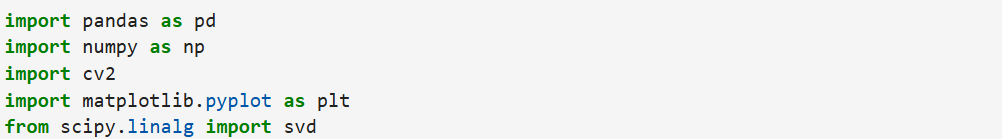 import pandas as pd
import numpy as np
import cv2
import matplotlib.pyplot as plt
from scipy.linalg import svd